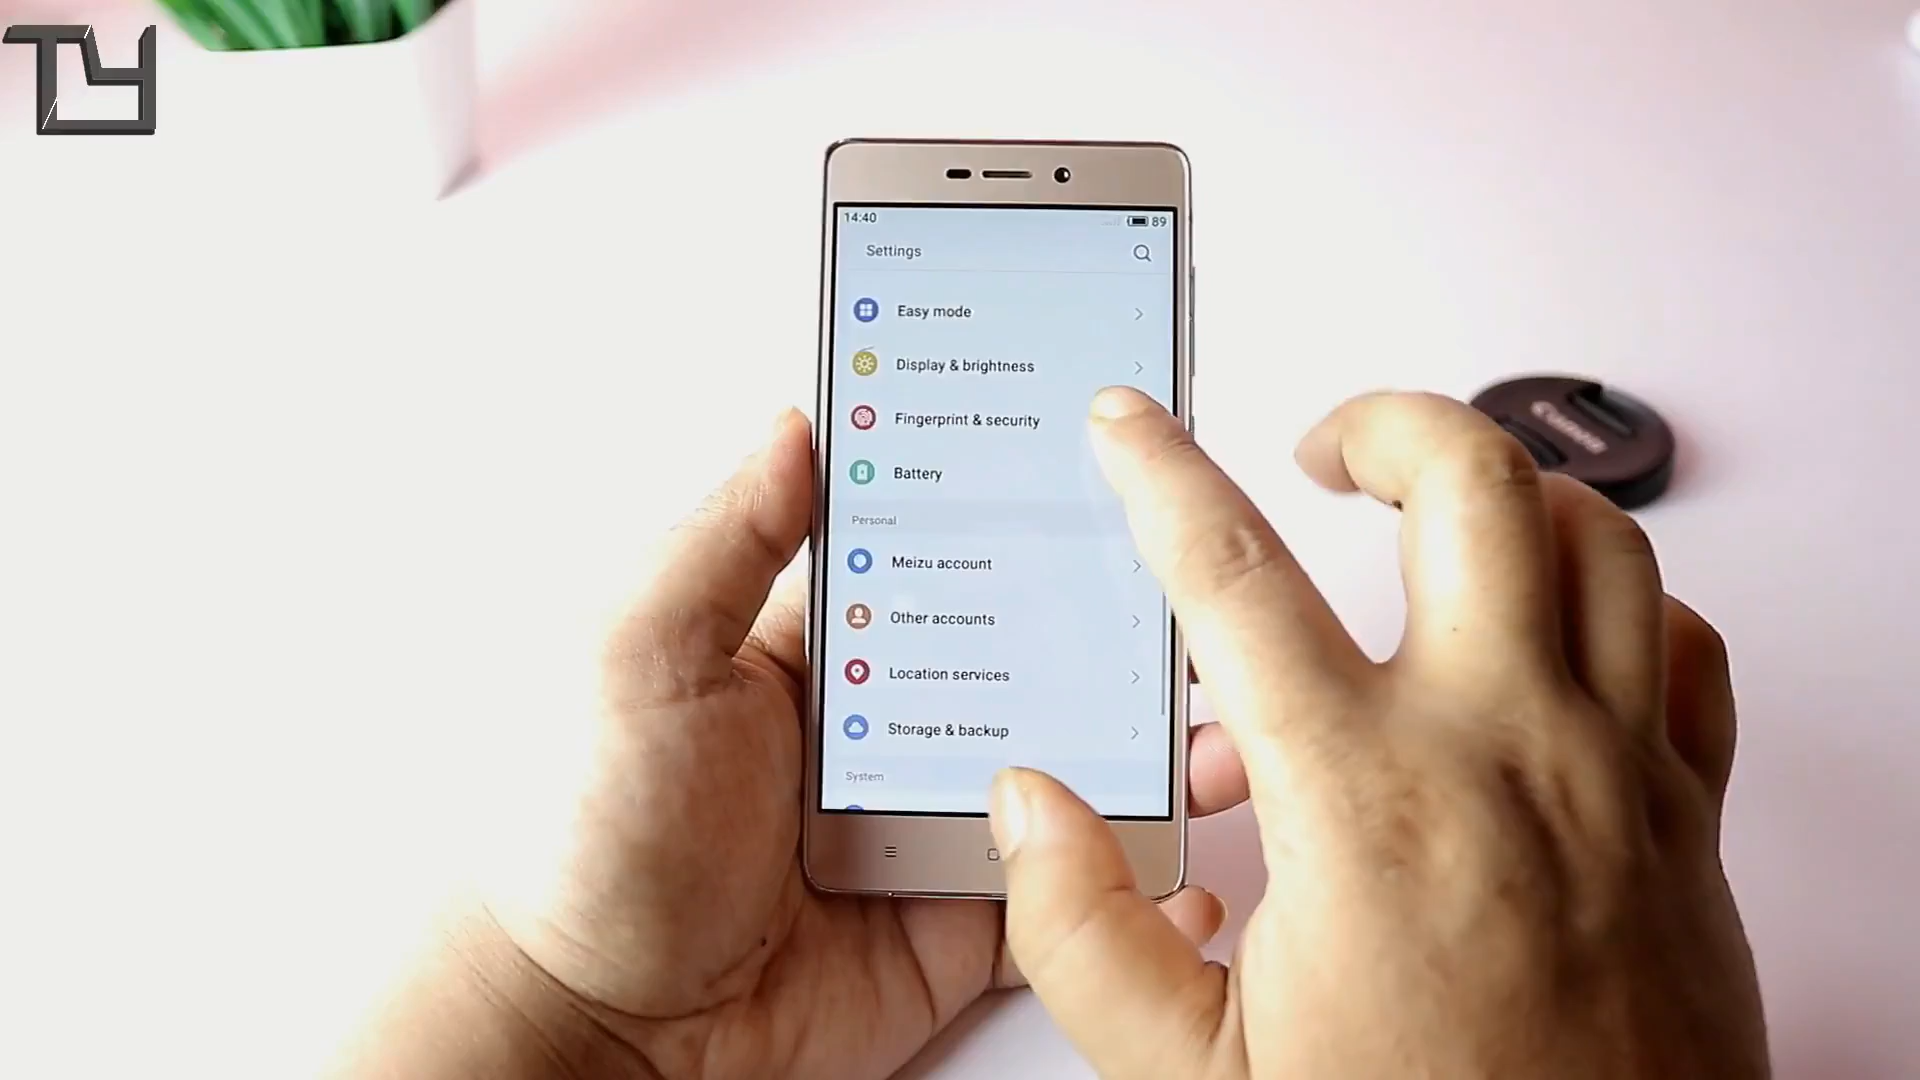 TY
14:40
89
Settings
Easy mode
Display & brightness
Fingerprint & security
Battery
Personal
Meizu account
Other accounts
Location services
Storage & backup
System
Canon